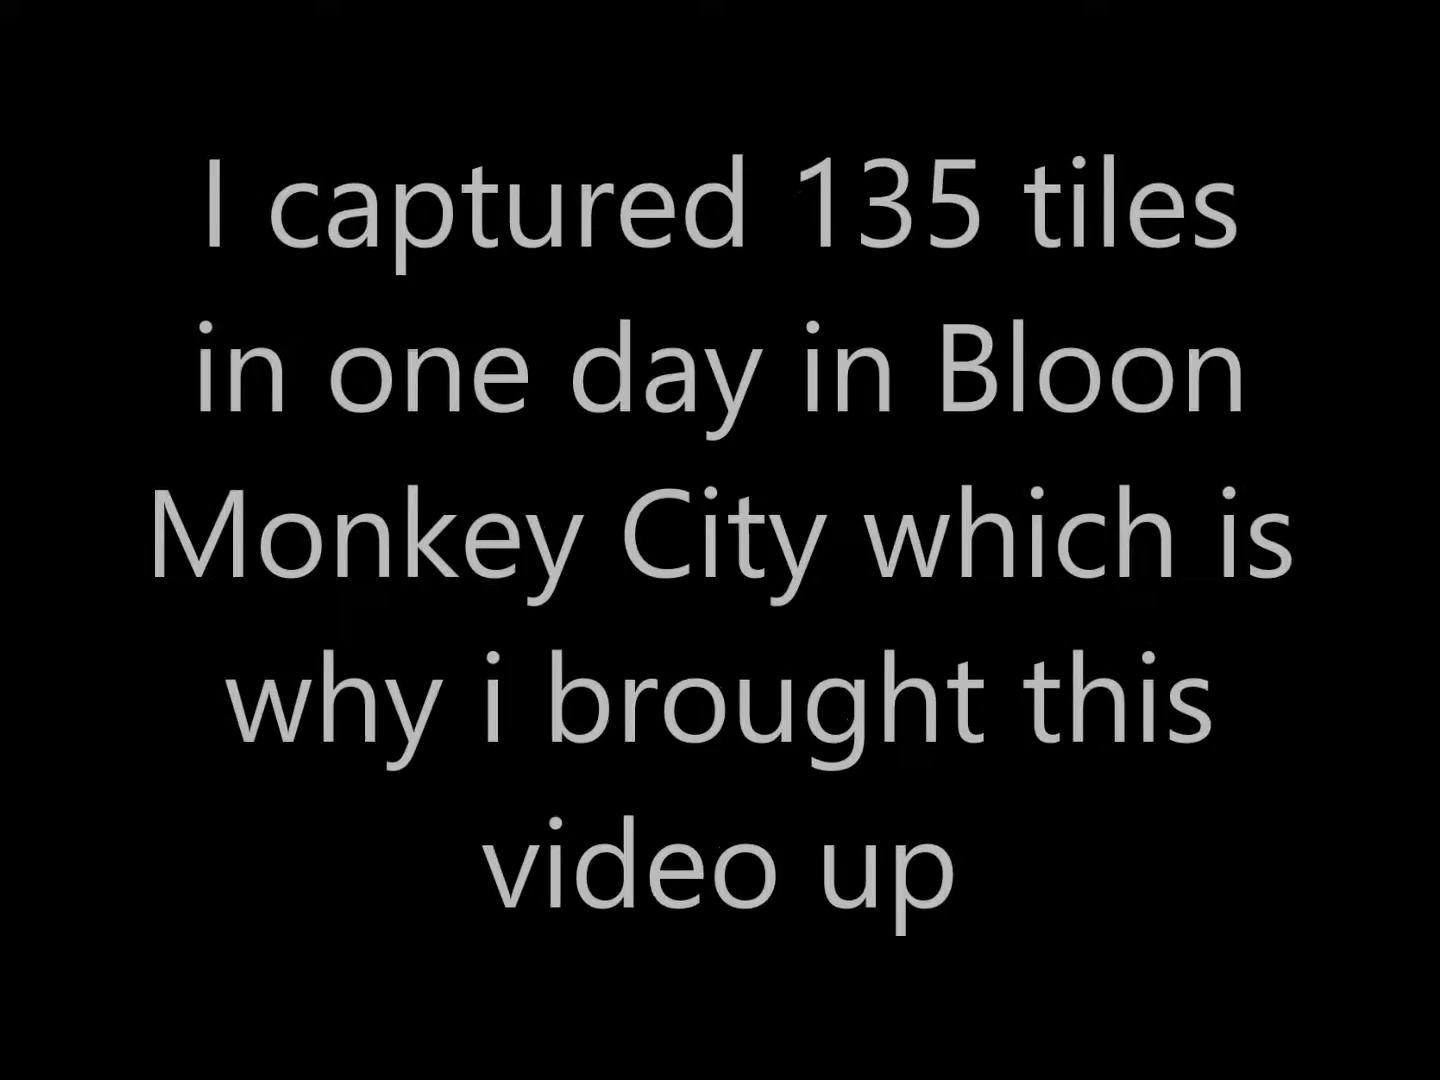 I captured 135 tiles
in one day in Bloon
Monkey City which is
why i brought this
video up